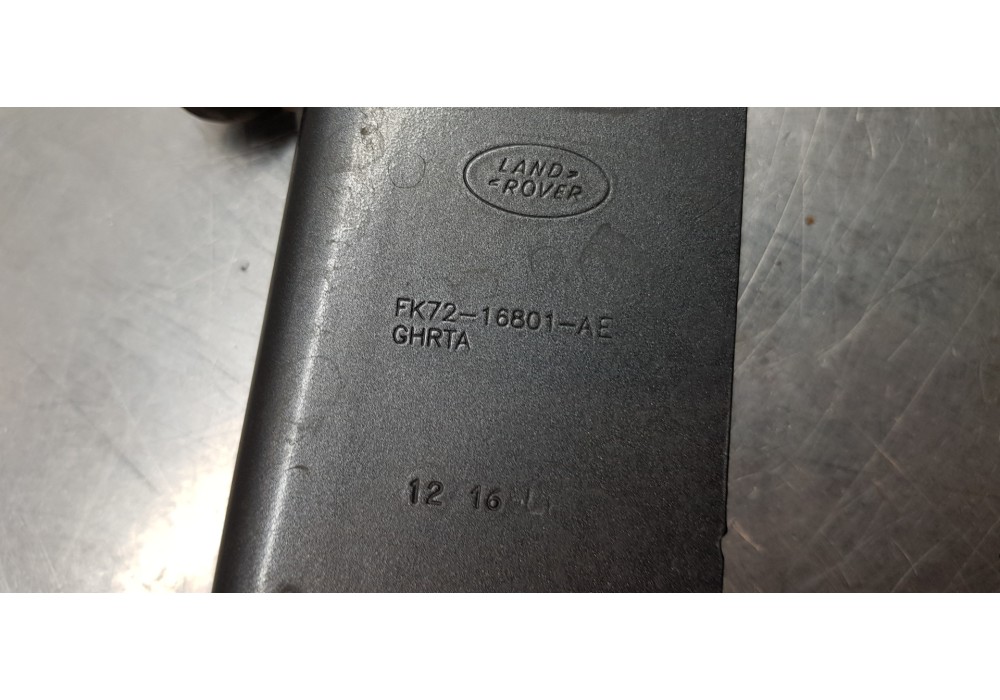 LAND>
<ROVER
FK72-16801-AE
GHRTA
12 16